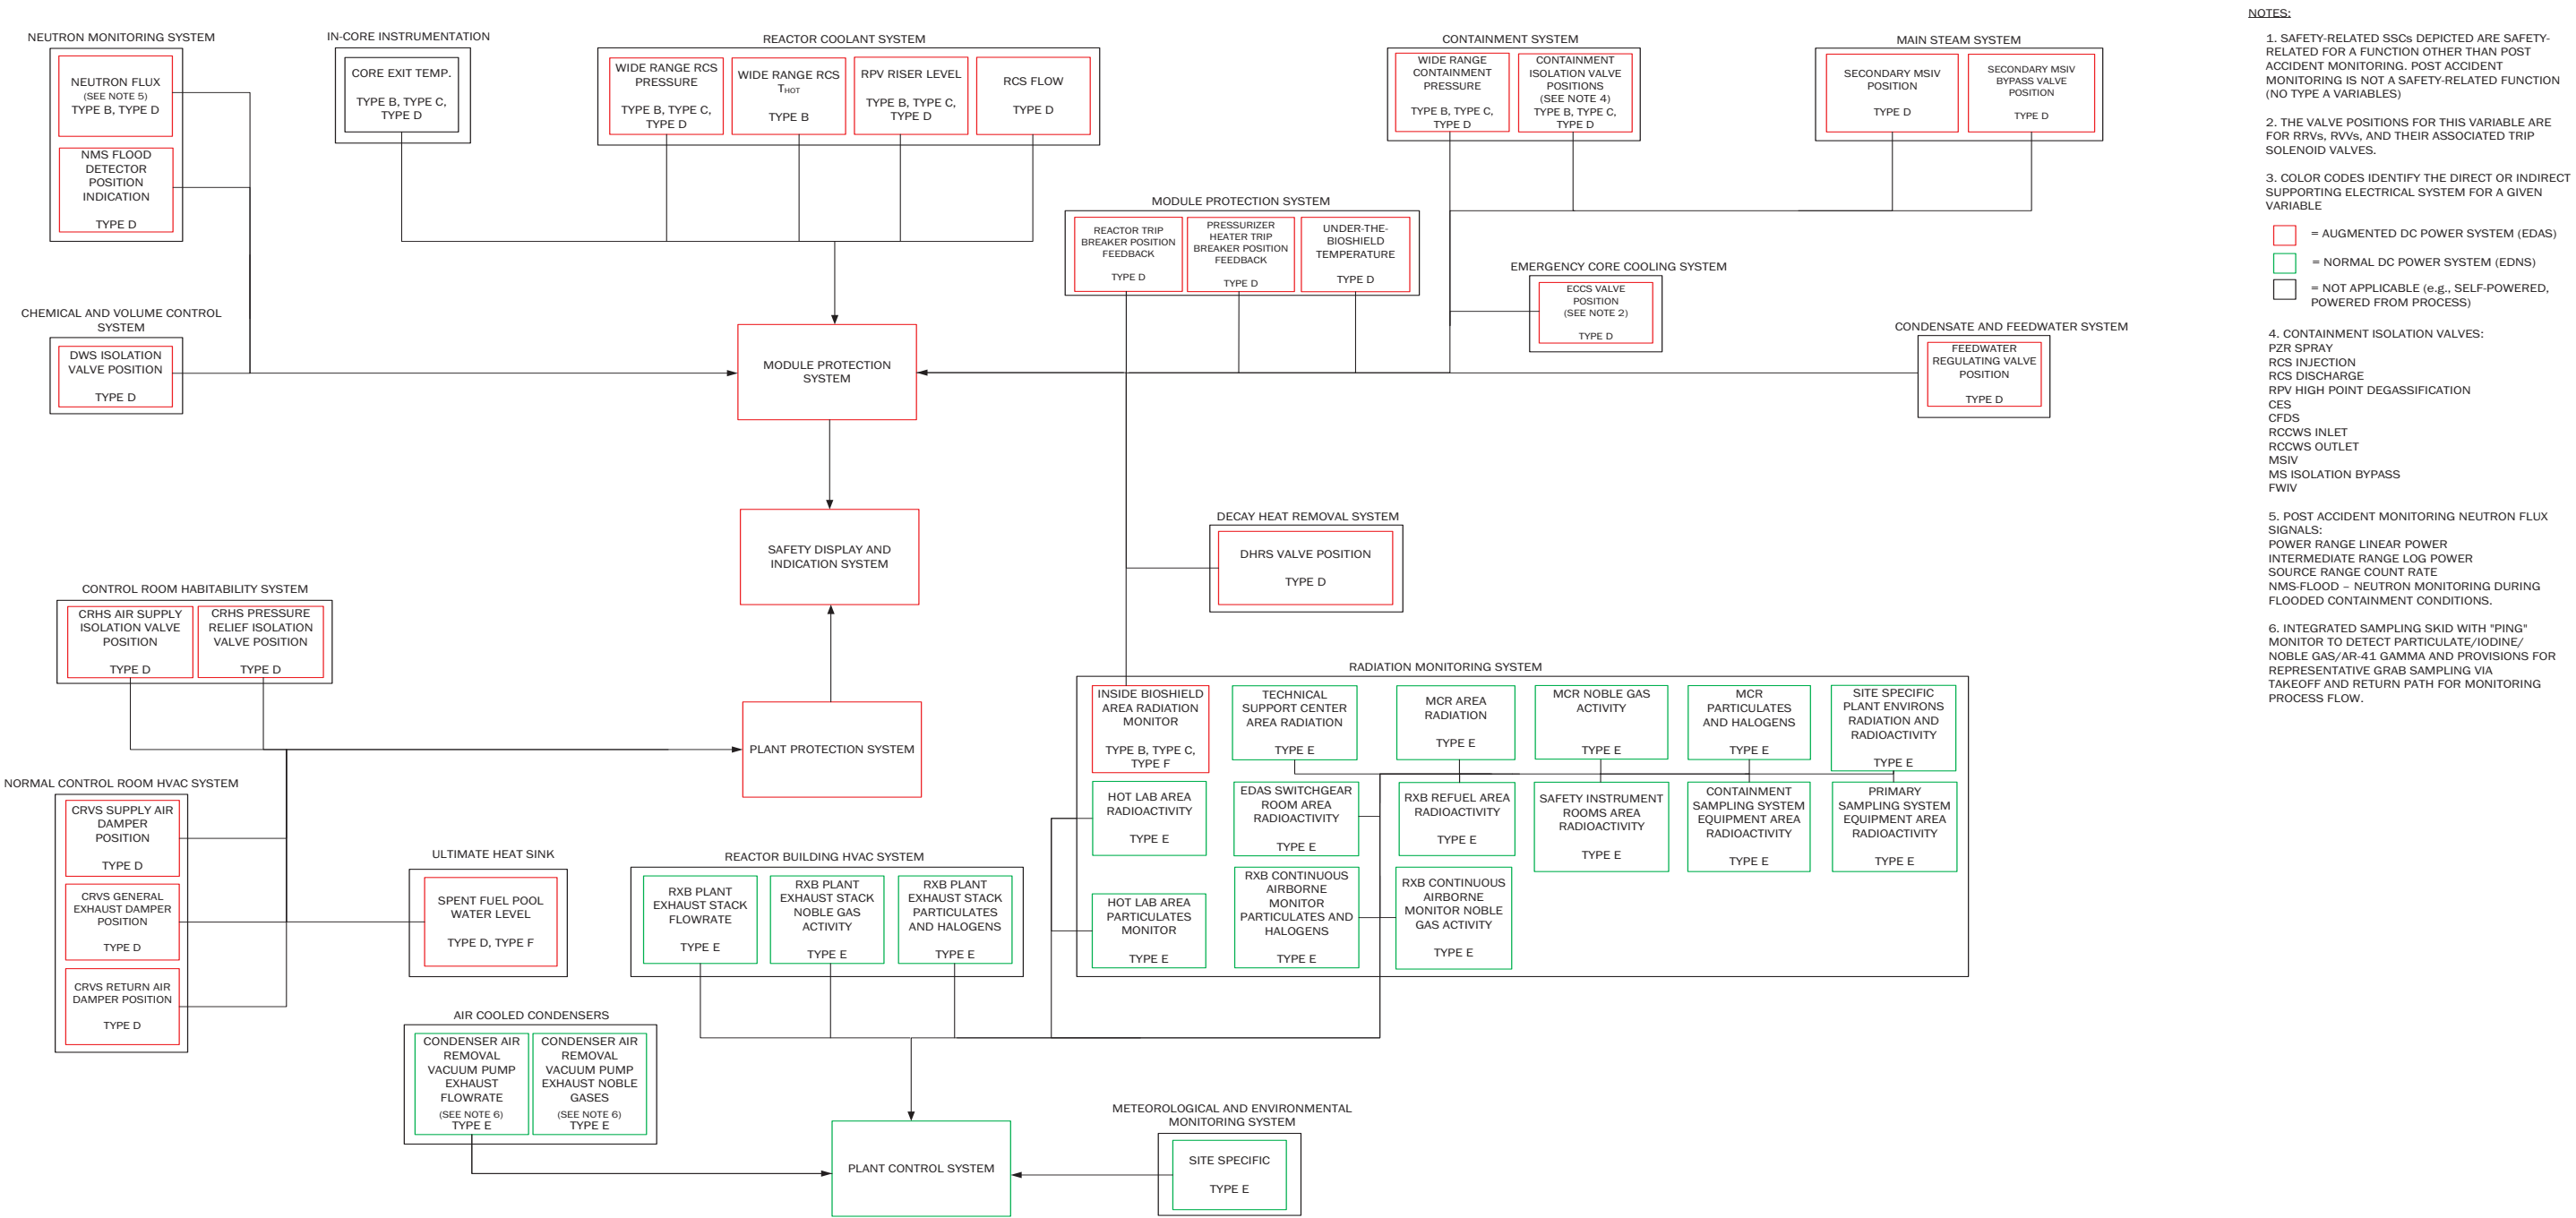 NEUTRON MONITORING SYSTEM
NEUTRON FLUX
(SEE NOTE 5)
TYPE B, TYPE D
NMS FLOOD
DETECTOR
POSITION
INDICATION
TYPE D
IN-CORE INSTRUMENTATION
CORE EXIT TEMP.
TYPE B, TYPE C,
TYPE D
REACTOR COOLANT SYSTEM
WIDE RANGE RCS
PRESSURE
TYPE B, TYPE C,
TYPE D
WIDE RANGE RCS
THOT
TYPE B
RPV RISER LEVEL
TYPE B, TYPE C,
TYPE D
RCS FLOW
TYPE D
CONTAINMENT SYSTEM
WIDE RANGE
CONTAINMENT
PRESSURE
TYPE B, TYPE C,
TYPE D
CONTAINMENT
ISOLATION VALVE
POSITIONS
(SEE NOTE 4)
TYPE B, TYPE C,
TYPE D
MAIN STEAM SYSTEM
SECONDARY MSIV
POSITION
TYPE D
SECONDARY MSIV
BYPASS VALVE
POSITION
TYPE D
MODULE PROTECTION SYSTEM
REACTOR TRIP
BREAKER POSITION
FEEDBACK
TYPE D
PRESSURIZER
HEATER TRIP
BREAKER POSITION
FEEDBACK
TYPE D
UNDER-THE-
BIOSHIELD
TEMPERATURE
TYPE D
EMERGENCY CORE COOLING SYSTEM
ECCS VALVE
POSITION
(SEE NOTE 2)
TYPE D
CHEMICAL AND VOLUME CONTROL
SYSTEM
DWS ISOLATION
VALVE POSITION
TYPE D
MODULE PROTECTION
SYSTEM
CONDENSATE AND FEEDWATER SYSTEM
FEEDWATER
REGULATING VALVE
POSITION
TYPE D
SAFETY DISPLAY AND
INDICATION SYSTEM
DECAY HEAT REMOVAL SYSTEM
DHRS VALVE POSITION
TYPE D
CONTROL ROOM HABITABILITY SYSTEM
CRHS AIR SUPPLY
ISOLATION VALVE
POSITION
TYPE D
CRHS PRESSURE
RELIEF ISOLATION
VALVE POSITION
TYPE D
PLANT PROTECTION SYSTEM
NORMAL CONTROL ROOM HVAC SYSTEM
CRVS SUPPLY AIR
DAMPER
POSITION
TYPE D
CRVS GENERAL
EXHAUST DAMPER
POSITION
TYPE D
CRVS RETURN AIR
DAMPER POSITION
TYPE D
ULTIMATE HEAT SINK
SPENT FUEL POOL
WATER LEVEL
TYPE D, TYPE F
REACTOR BUILDING HVAC SYSTEM
RXB PLANT
EXHAUST STACK
FLOWRATE
TYPE E
RXB PLANT
EXHAUST STACK
NOBLE GAS
ACTIVITY
TYPE E
RXB PLANT
EXHAUST STACK
PARTICULATES
AND HALOGENS
TYPE E
RADIATION MONITORING SYSTEM
INSIDE BIOSHIELD
AREA RADIATION
MONITOR
TYPE B, TYPE C,
TYPE F
TECHNICAL
SUPPORT CENTER
AREA RADIATION
TYPE E
MCR AREA
RADIATION
TYPE E
MCR NOBLE GAS
ACTIVITY
TYPE E
MCR
PARTICULATES
AND HALOGENS
TYPE E
SITE SPECIFIC
PLANT ENVIRONS
RADIATION AND
RADIOACTIVITY
TYPE E
HOT LAB AREA
RADIOACTIVITY
TYPE E
EDAS SWITCHGEAR
ROOM AREA
RADIOACTIVITY
TYPE E
RXB REFUEL AREA
RADIOACTIVITY
TYPE E
SAFETY INSTRUMENT
ROOMS AREA
RADIOACTIVITY
TYPE E
CONTAINMENT
SAMPLING SYSTEM
EQUIPMENT AREA
RADIOACTIVITY
TYPE E
PRIMARY
SAMPLING SYSTEM
EQUIPMENT AREA
RADIOACTIVITY
TYPE E
HOT LAB AREA
PARTICULATES
MONITOR
TYPE E
RXB CONTINUOUS
AIRBORNE
MONITOR
PARTICULATES AND
HALOGENS
TYPE E
RXB CONTINUOUS
AIRBORNE
MONITOR NOBLE
GAS ACTIVITY
TYPE E
AIR COOLED CONDENSERS
CONDENSER AIR
REMOVAL
VACUUM PUMP
EXHAUST
FLOWRATE
(SEE NOTE 6)
TYPE E
CONDENSER AIR
REMOVAL
VACUUM PUMP
EXHAUST NOBLE
GASES
(SEE NOTE 6)
TYPE E
PLANT CONTROL SYSTEM
METEOROLOGICAL AND ENVIRONMENTAL
MONITORING SYSTEM
SITE SPECIFIC
TYPE E
NOTES:
1. SAFETY-RELATED SSCs DEPICTED ARE SAFETY-
RELATED FOR A FUNCTION OTHER THAN POST
ACCIDENT MONITORING. POST ACCIDENT
MONITORING IS NOT A SAFETY-RELATED FUNCTION
(NO TYPE A VARIABLES)
2. THE VALVE POSITIONS FOR THIS VARIABLE ARE
FOR RRVs, RVVs, AND THEIR ASSOCIATED TRIP
SOLENOID VALVES.
3. COLOR CODES IDENTIFY THE DIRECT OR INDIRECT
SUPPORTING ELECTRICAL SYSTEM FOR A GIVEN
VARIABLE
= AUGMENTED DC POWER SYSTEM (EDAS)
= NORMAL DC POWER SYSTEM (EDNS)
= NOT APPLICABLE (e.g., SELF-POWERED,
POWERED FROM PROCESS)
4. CONTAINMENT ISOLATION VALVES:
PZR SPRAY
RCS INJECTION
RCS DISCHARGE
RPV HIGH POINT DEGASSIFICATION
CES
CFDS
RCCWS INLET
RCCWS OUTLET
MSIV
MS ISOLATION BYPASS
FWIV
5. POST ACCIDENT MONITORING NEUTRON FLUX
SIGNALS:
POWER RANGE LINEAR POWER
INTERMEDIATE RANGE LOG POWER
SOURCE RANGE COUNT RATE
NMS-FLOOD – NEUTRON MONITORING DURING
FLOODED CONTAINMENT CONDITIONS.
6. INTEGRATED SAMPLING SKID WITH "PING"
MONITOR TO DETECT PARTICULATE/IODINE/
NOBLE GAS/AR-41 GAMMA AND PROVISIONS FOR
REPRESENTATIVE GRAB SAMPLING VIA
TAKEOFF AND RETURN PATH FOR MONITORING
PROCESS FLOW.